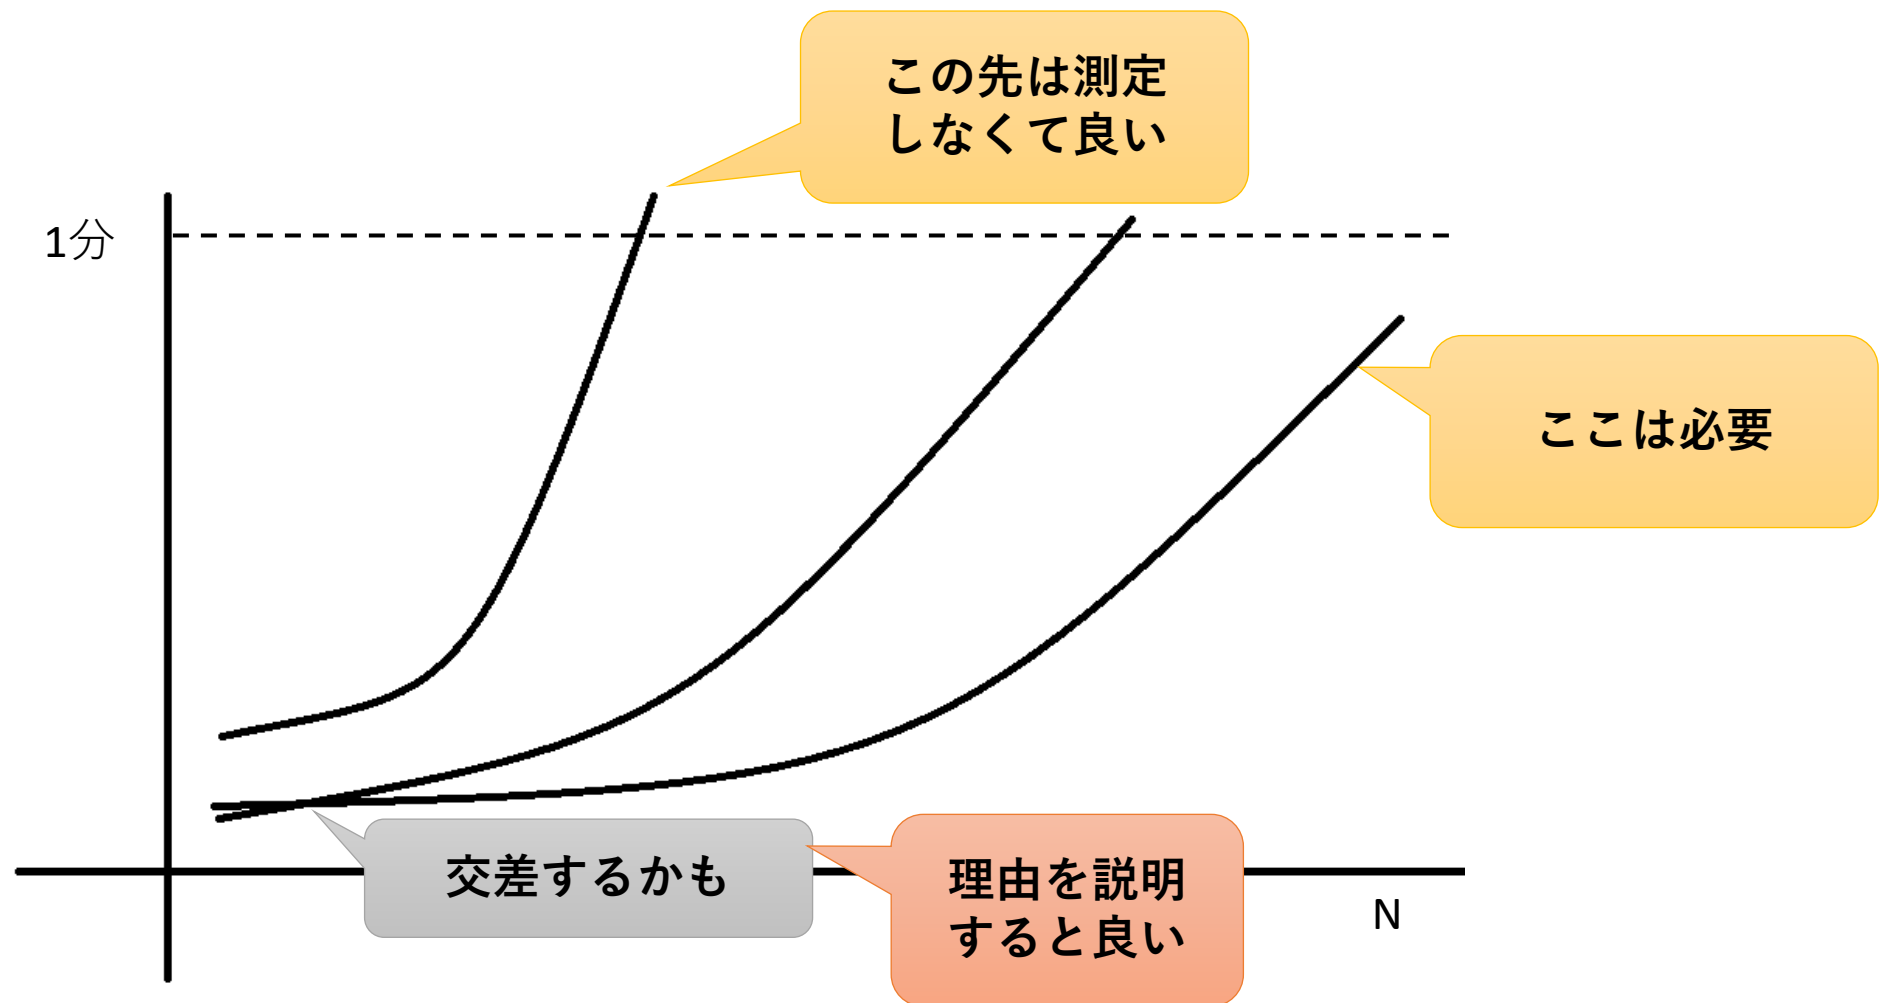 この先は測定
しなくて良い
1分
ここは必要
交差するかも
理由を説明
すると良い
N